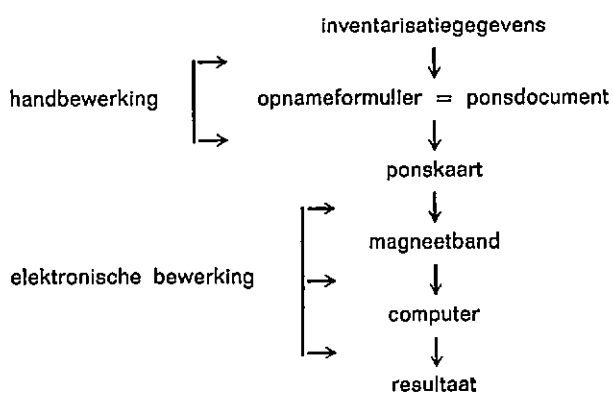 inventarisatiegegevens
handbewerking
opnameformulier = ponsdocument
ponskaart
magneetband
elektronische bewerking
computer
resultaat